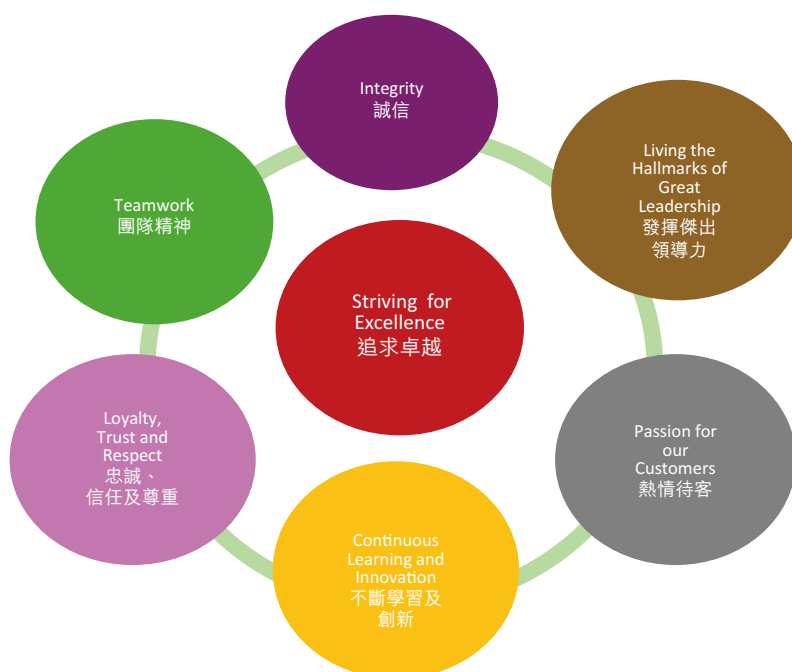 Integrity
誠信
Living the
Hallmarks of
Great
Leadership
發揮傑出
領導力
Teamwork
團隊精神
Striving for
Excellence
追求卓越
Loyalty,
Trust and
Respect
忠誠、
信任及尊重
Passion for
our
Customers
熱情待客
Continuous
Learning and
Innovation
不斷學習及
創新